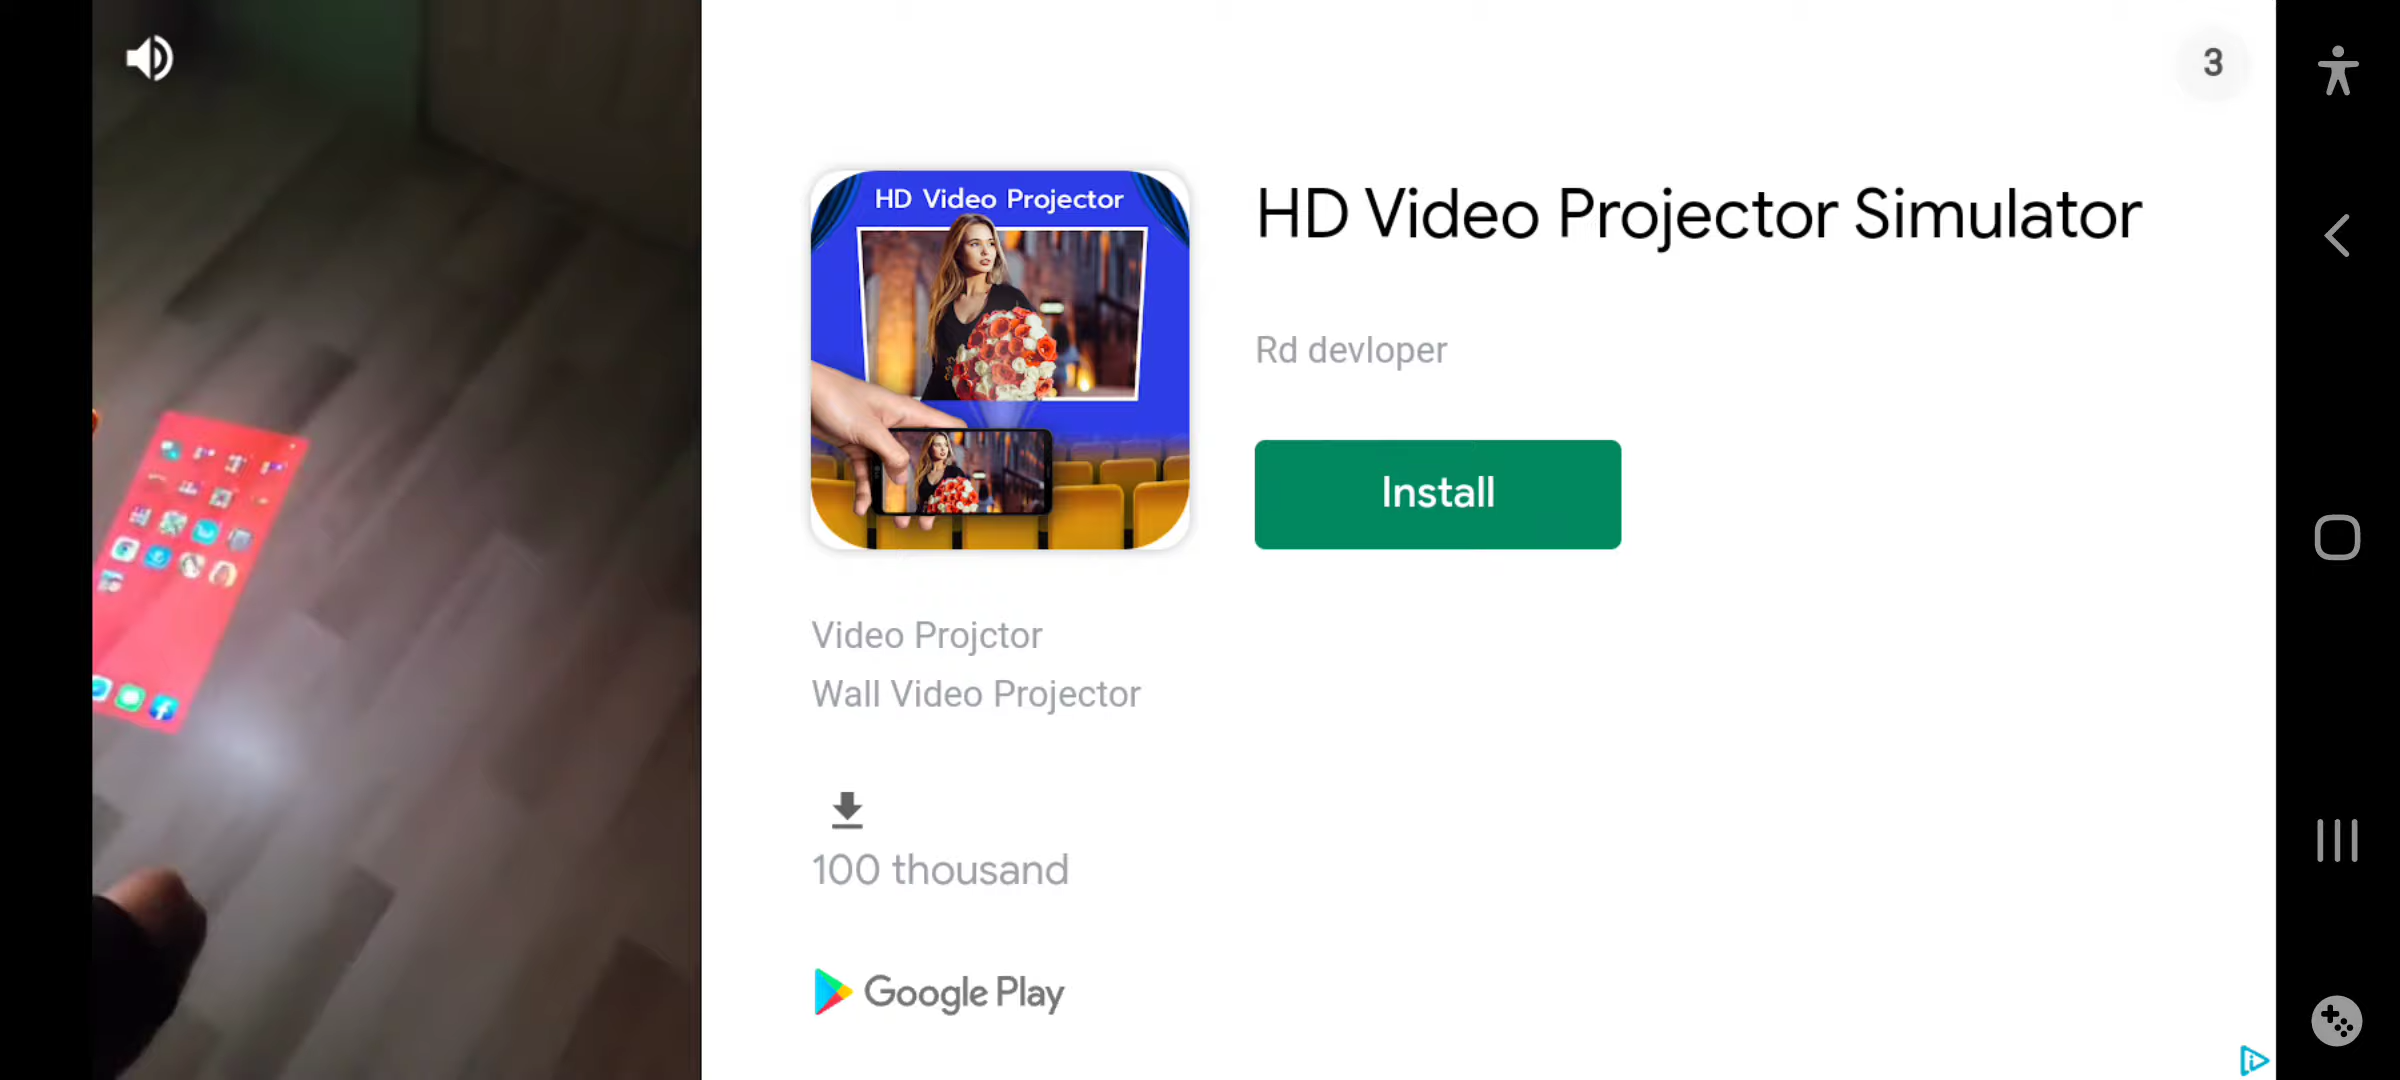 3
HD Video Projector
HD Video Projector Simulator
Rd devloper
Install
Video Projctor
Wall Video Projector
100 thousand
Google Play